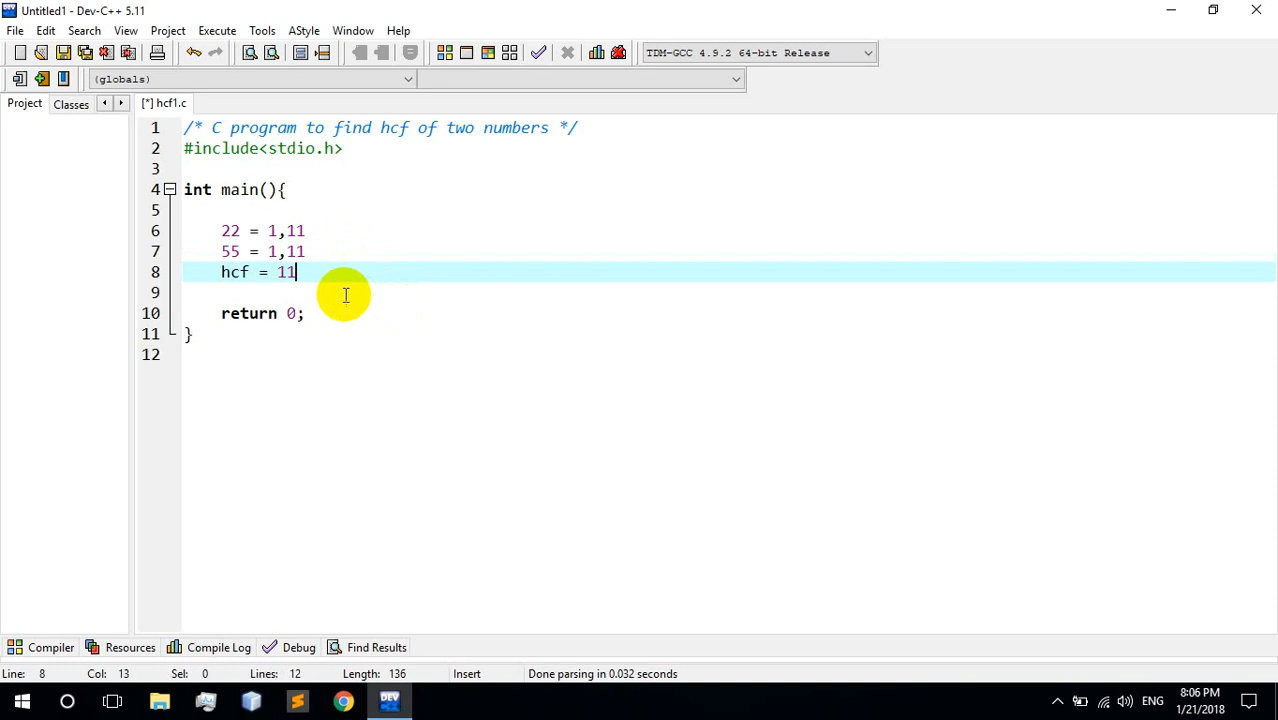 Untitled1 - Dev-C++ 5.11
File Edit Search View Project Execute Tools AStyle Window Help
TDM-GCC 4.9.2 64-bit Release
(globals)
Project Classes [*] hcf1.c
1 /* C program to find hcf of two numbers */
2 #include<stdio.h>
3
4 int main(){
5
6 22 = 1,11
7 55 = 1,11
8 hcf = 11
9
10 return 0;
11 }
12
Compiler Resources Compile Log Debug Find Results
Line: 8 Col: 13 Sel: 0 Lines: 12 Length: 136 Insert Done parsing in 0.032 seconds
DEV ENG 8:06 PM
1/21/2018